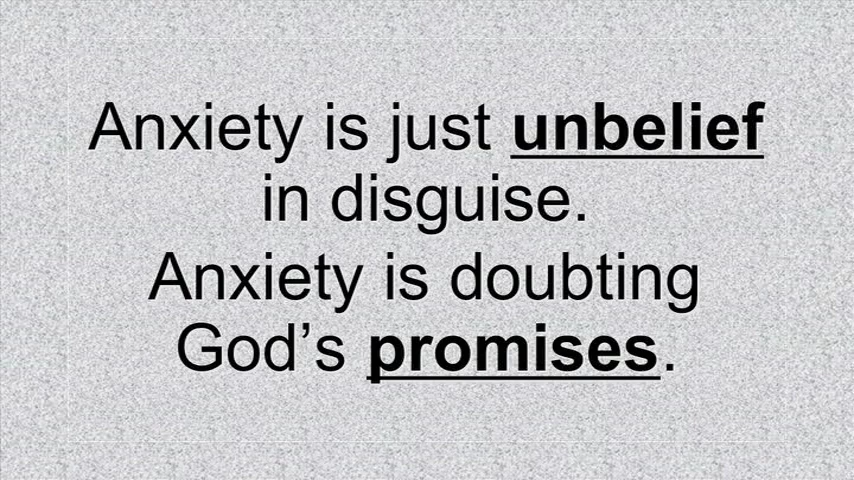 Anxiety is just unbelief
in disguise.
Anxiety is doubting
God’s promises.